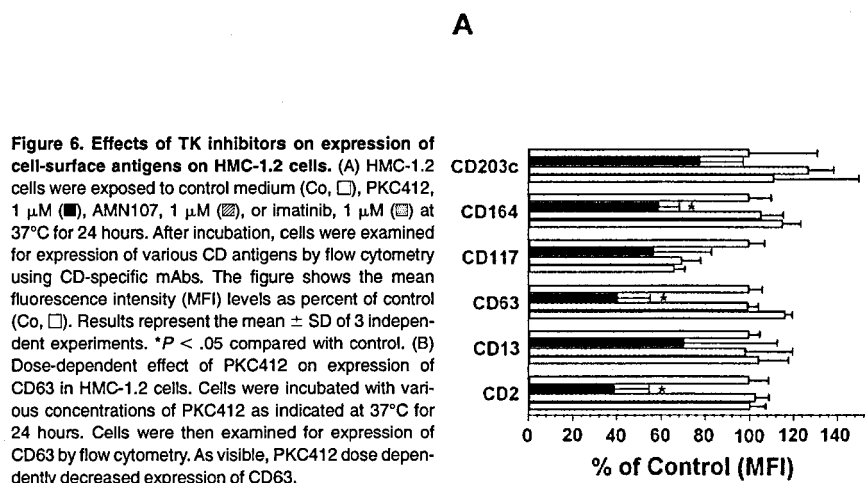 A
Figure 6. Effects of TK inhibitors on expression of
cell-surface antigens on HMC-1.2 cells. (A) HMC-1.2
cells were exposed to control medium (Co, □), PKC412,
1 μM (■), AMN107, 1 μM (▨), or imatinib, 1 μM (▒) at
37°C for 24 hours. After incubation, cells were examined
for expression of various CD antigens by flow cytometry
using CD-specific mAbs. The figure shows the mean
fluorescence intensity (MFI) levels as percent of control
(Co, □). Results represent the mean ± SD of 3 indepen-
dent experiments. *P < .05 compared with control. (B)
Dose-dependent effect of PKC412 on expression of
CD63 in HMC-1.2 cells. Cells were incubated with vari-
ous concentrations of PKC412 as indicated at 37°C for
24 hours. Cells were then examined for expression of
CD63 by flow cytometry. As visible, PKC412 dose depen-
dently decreased expression of CD63.
CD203c
CD164
*
CD117
CD63
*
CD13
CD2
*
0 20 40 60 80 100 120 140
% of Control (MFI)